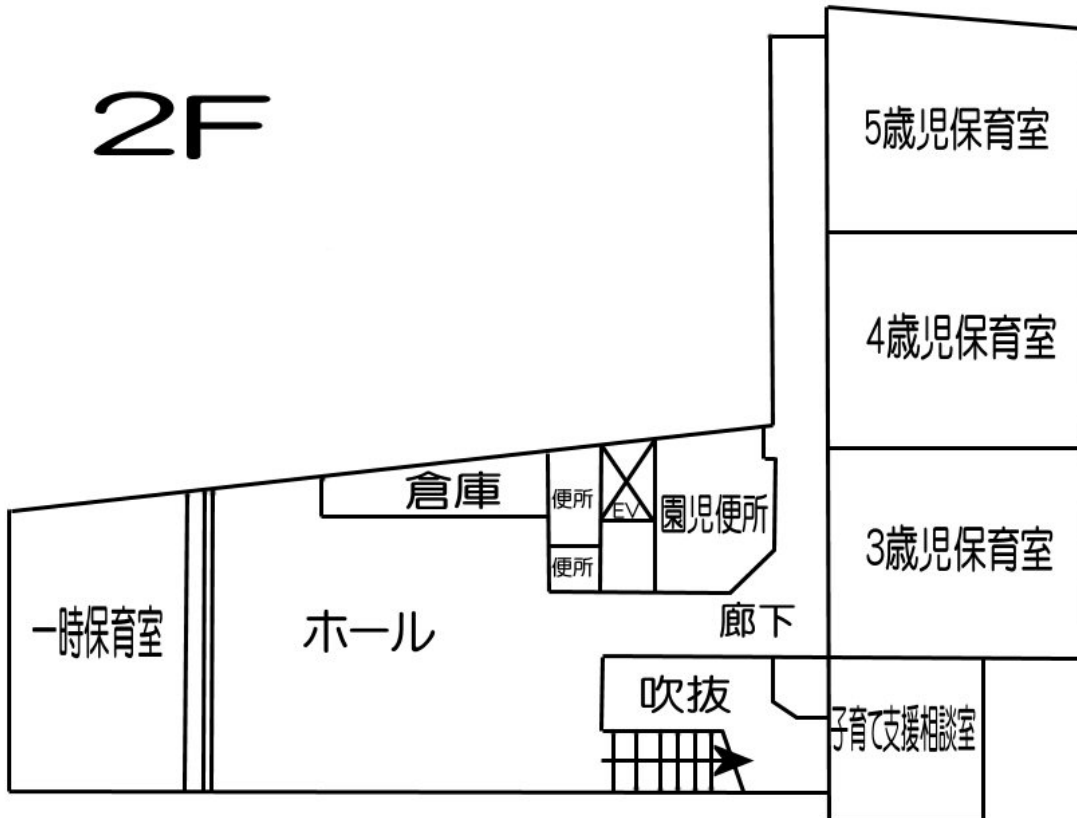 2F
5歳児保育室
4歳児保育室
倉庫
便所
EV
園児便所
3歳児保育室
便所
一時保育室
ホール
廊下
吹抜
子育て支援相談室